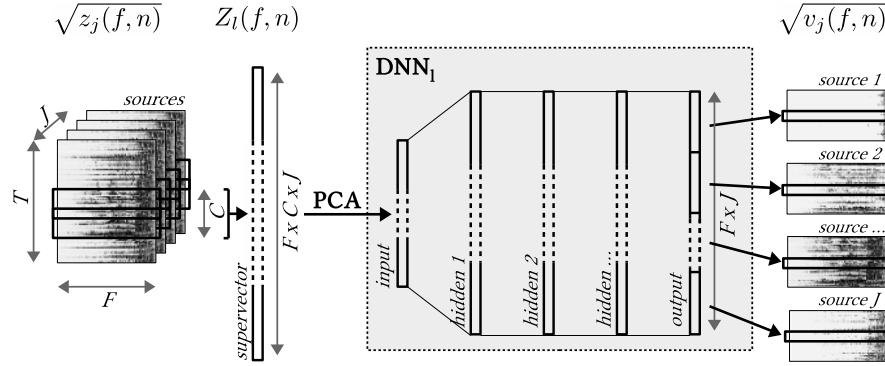 √z_j(f, n)
Z_l(f, n)
√v_j(f, n)
DNN_l
sources
J
T
F
C
supervector
F x C x J
PCA
input
hidden 1
hidden 2
hidden ...
output
F x J
source 1
source 2
source ...
source J